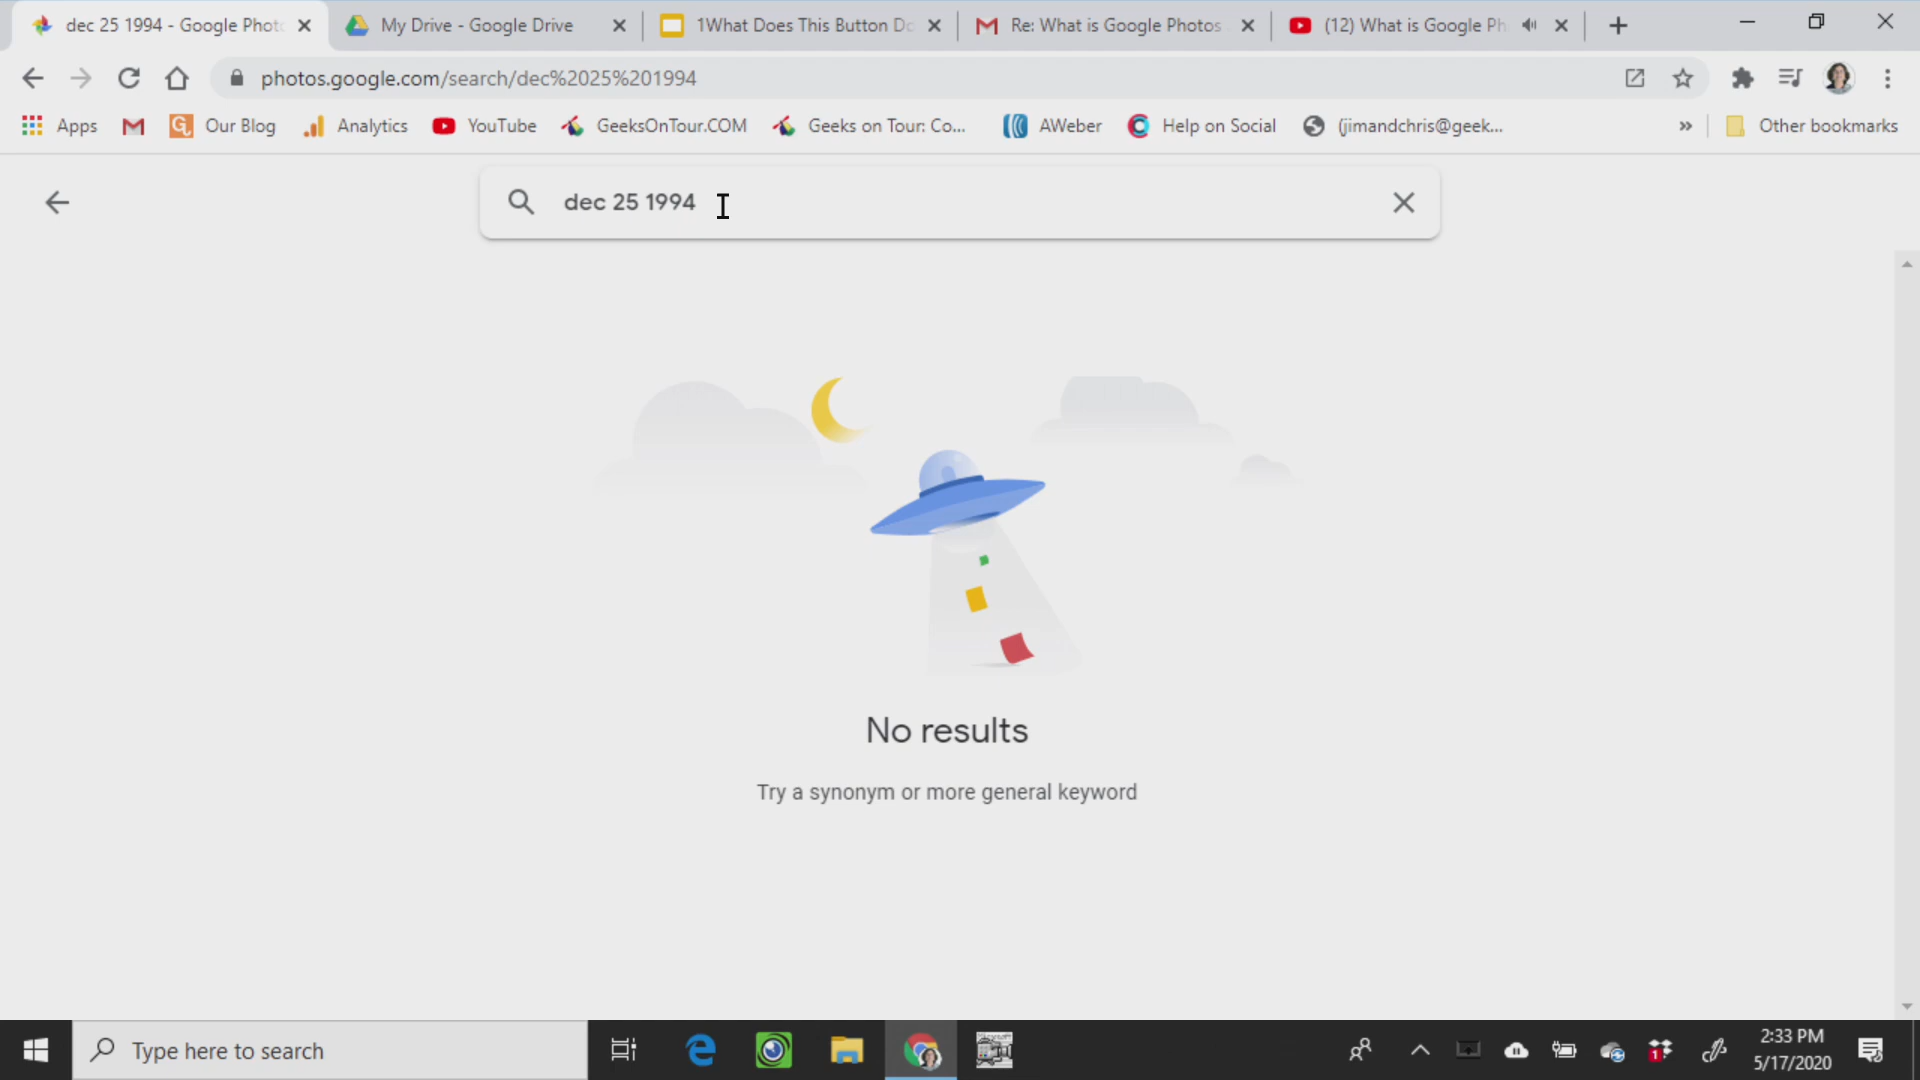 dec 25 1994 - Google Phot
My Drive - Google Drive
1What Does This Button Do
Re: What is Google Photos
(12) What is Google Ph
photos.google.com/search/dec%2025%201994
Apps
Our Blog
Analytics
YouTube
GeeksOnTour.COM
Geeks on Tour: Co...
AWeber
Help on Social
(jimandchris@geek...
»
Other bookmarks
dec 25 1994
No results
Try a synonym or more general keyword
Type here to search
1
2:33 PM
5/17/2020